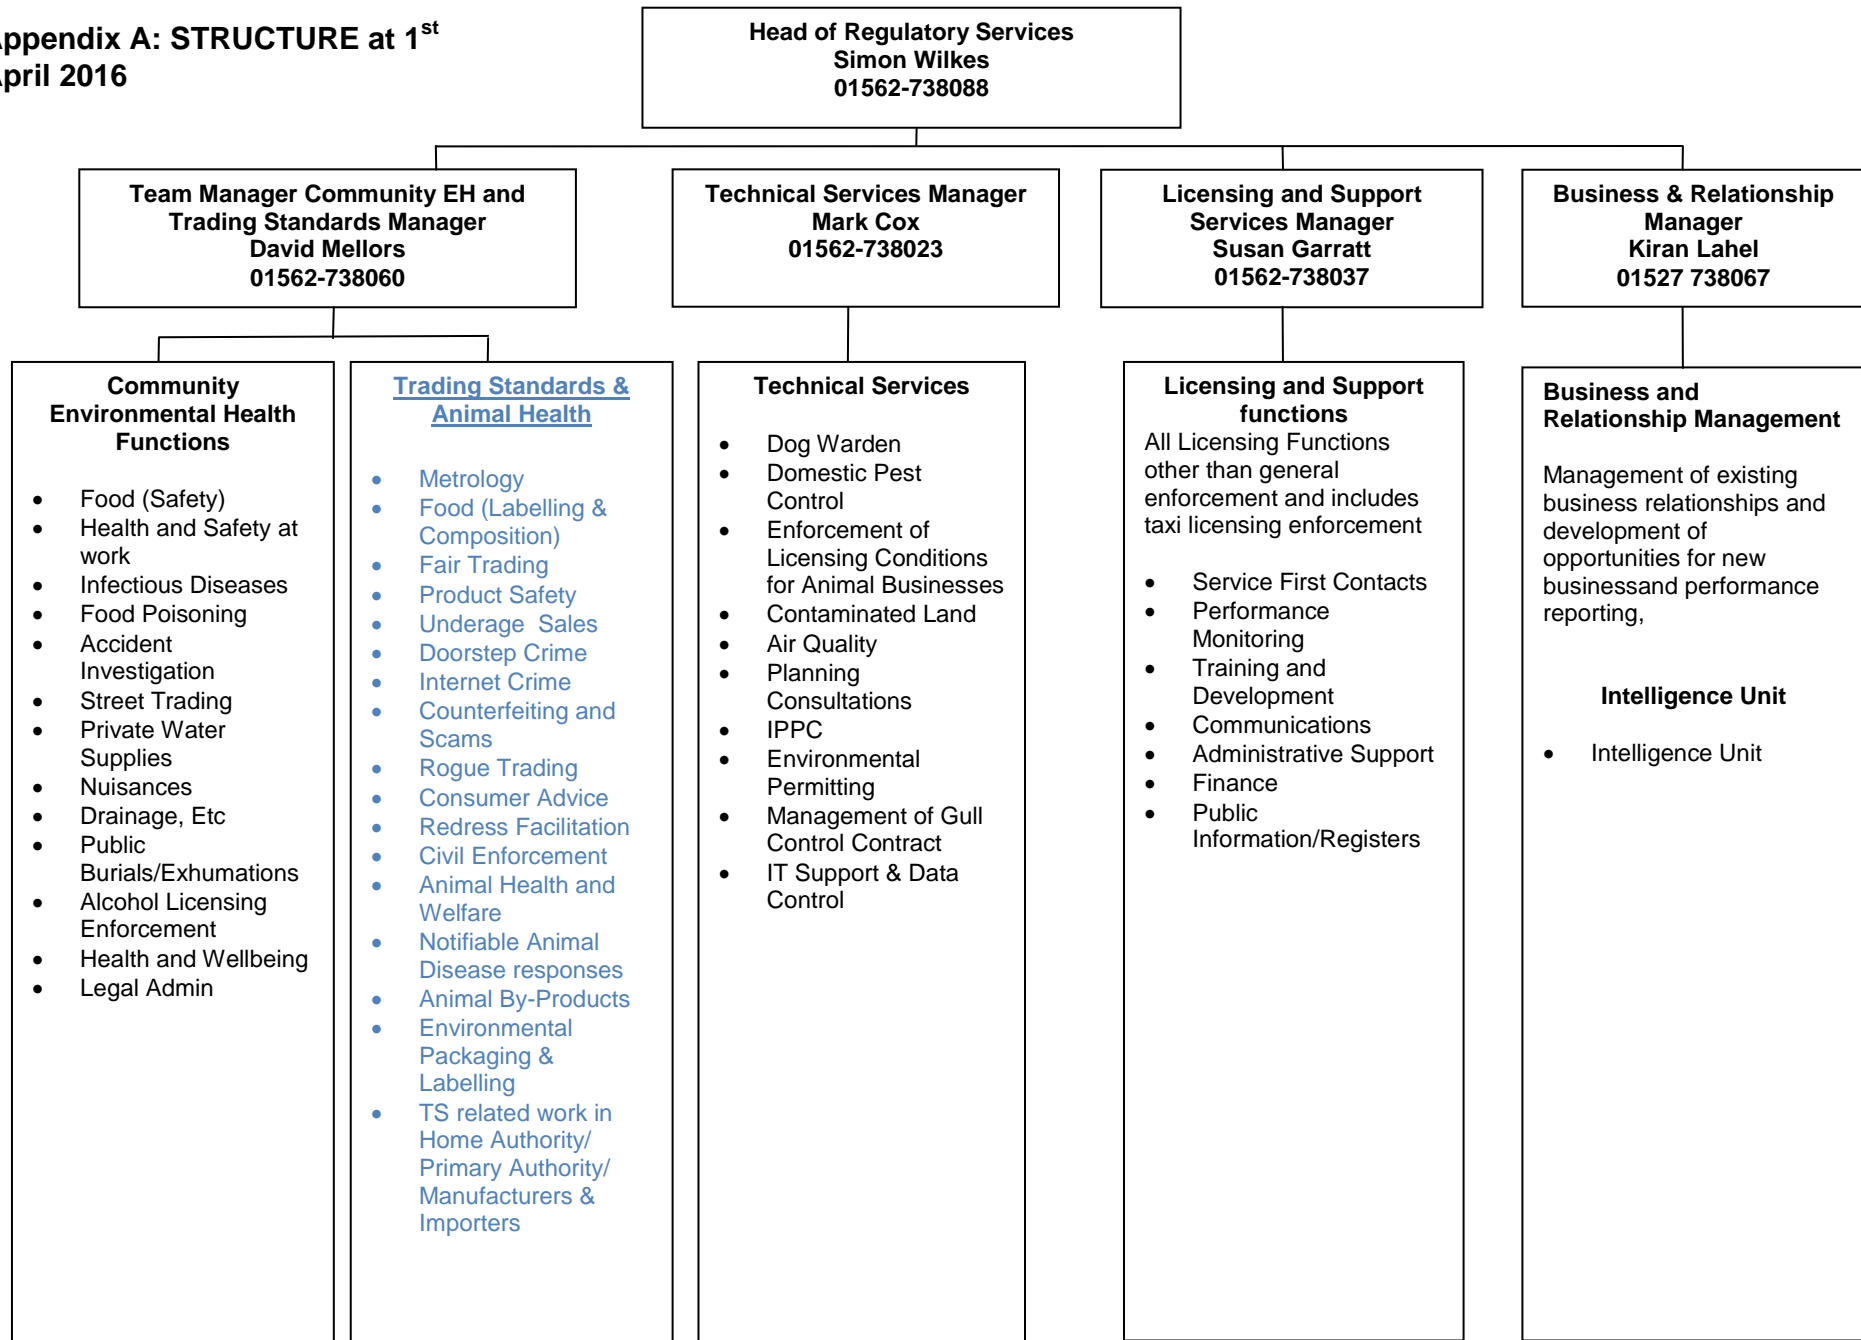 Appendix A: STRUCTURE at 1st
April 2016
Head of Regulatory Services
Simon Wilkes
01562-738088
Team Manager Community EH and
Trading Standards Manager
David Mellors
01562-738060
Technical Services Manager
Mark Cox
01562-738023
Licensing and Support
Services Manager
Susan Garratt
01562-738037
Business & Relationship
Manager
Kiran Lahel
01527 738067
Community
Environmental Health
Functions
• Food (Safety)
• Health and Safety at
work
• Infectious Diseases
• Food Poisoning
• Accident
Investigation
• Street Trading
• Private Water
Supplies
• Nuisances
• Drainage, Etc
• Public
Burials/Exhumations
• Alcohol Licensing
Enforcement
• Health and Wellbeing
• Legal Admin
Trading Standards &
Animal Health
• Metrology
• Food (Labelling &
Composition)
• Fair Trading
• Product Safety
• Underage  Sales
• Doorstep Crime
• Internet Crime
• Counterfeiting and
Scams
• Rogue Trading
• Consumer Advice
• Redress Facilitation
• Civil Enforcement
• Animal Health and
Welfare
• Notifiable Animal
Disease responses
• Animal By-Products
• Environmental
Packaging &
Labelling
• TS related work in
Home Authority/
Primary Authority/
Manufacturers &
Importers
Technical Services
• Dog Warden
• Domestic Pest
Control
• Enforcement of
Licensing Conditions
for Animal Businesses
• Contaminated Land
• Air Quality
• Planning
Consultations
• IPPC
• Environmental
Permitting
• Management of Gull
Control Contract
• IT Support & Data
Control
Licensing and Support
functions
All Licensing Functions
other than general
enforcement and includes
taxi licensing enforcement
• Service First Contacts
• Performance
Monitoring
• Training and
Development
• Communications
• Administrative Support
• Finance
• Public
Information/Registers
Business and
Relationship Management
Management of existing
business relationships and
development of
opportunities for new
businessand performance
reporting,
Intelligence Unit
• Intelligence Unit